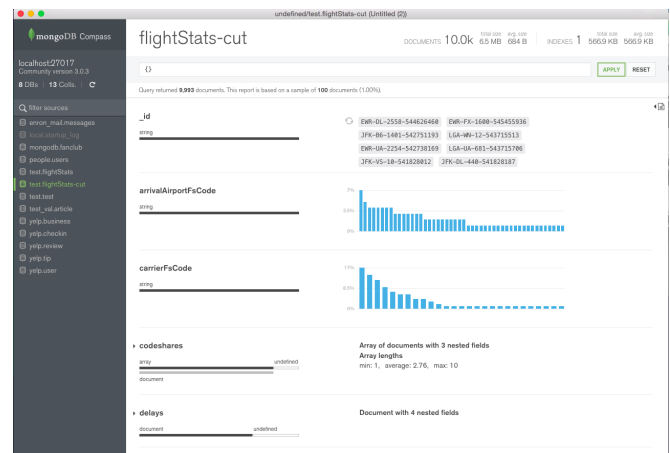 undefined/test.flightStats-cut (Untitled (2))
mongoDB Compass
localhost:27017
Community version 3.0.3
8 DBs | 13 Colls. | C
filter sources
enron_mail.messages
local.startup_log
mongodb.fanclub
people.users
test.flightStats
test.flightStats-cut
test.test
test_val.article
yelp.business
yelp.checkin
yelp.review
yelp.tip
yelp.user
flightStats-cut
DOCUMENTS 10.0k total size 6.5 MB avg. size 684 B
INDEXES 1 total size 566.9 KB avg. size 566.9 KB
{}
APPLY RESET
Query returned 9,993 documents. This report is based on a sample of 100 documents (1.00%).
_id
string
EWR-DL-2558-544626460 EWR-FX-1600-545455936
JFK-B6-1401-542751193 LGA-WN-12-543715513
EWR-UA-2254-542738169 LGA-UA-681-543715706
JFK-VS-10-541828012 JFK-DL-440-541828187
arrivalAirportFsCode
string
7%
3.5%
0%
carrierFsCode
string
17%
8.5%
0%
codeshares
array undefined
document
Array of documents with 3 nested fields
Array lengths
min: 1, average: 2.76, max: 10
delays
document undefined
Document with 4 nested fields